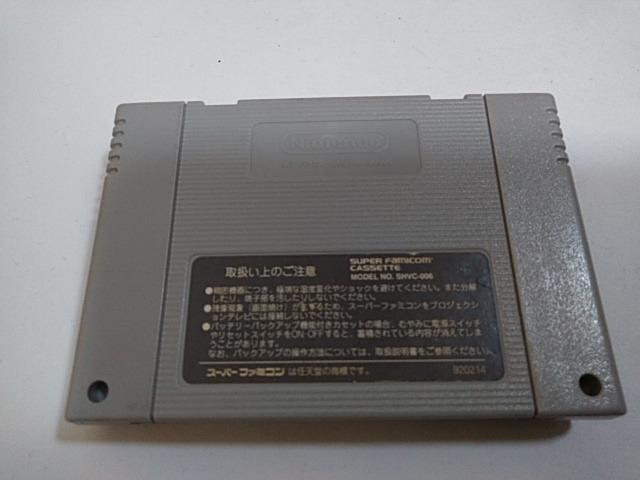 Nintendo
取扱い上のご注意
SUPER FAMICOM
CASSETTE
MODEL NO. SHVC-006
●精密機器につき、極端な温度変化やショックを避けてください。また分解
したり、端子部を汚したりしないでください。
●残像現象(画面焼け)が生ずるため、スーパーファミコンをプロジェク
ションテレビには接続しないでください。
●バッテリーバックアップ機能付きカセットの場合、むやみに電源スイッチ
やリセットスイッチをON-OFFすると、蓄積されている内容が消えてしま
うことがあります。
なお、バックアップの操作方法については、取扱説明書をご参照ください。
スーパーファミコン は任天堂の商標です。
920214